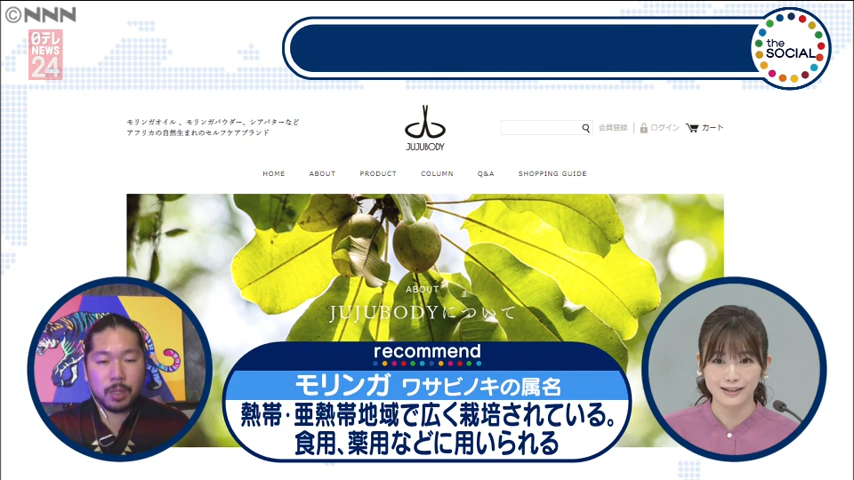 ©NNN
日テレ
NEWS
24
the
SOCIAL
モリンガオイル 、モリンガパウダー、シアバターなど
アフリカの自然生まれのセルフケアブランド
JUJUBODY
会員登録
ログイン
カート
HOME
ABOUT
PRODUCT
COLUMN
Q&A
SHOPPING GUIDE
ABOUT
JUJUBODYについて
recommend
モリンガ ワサビノキの属名
熱帯・亜熱帯地域で広く栽培されている。
食用、薬用などに用いられる